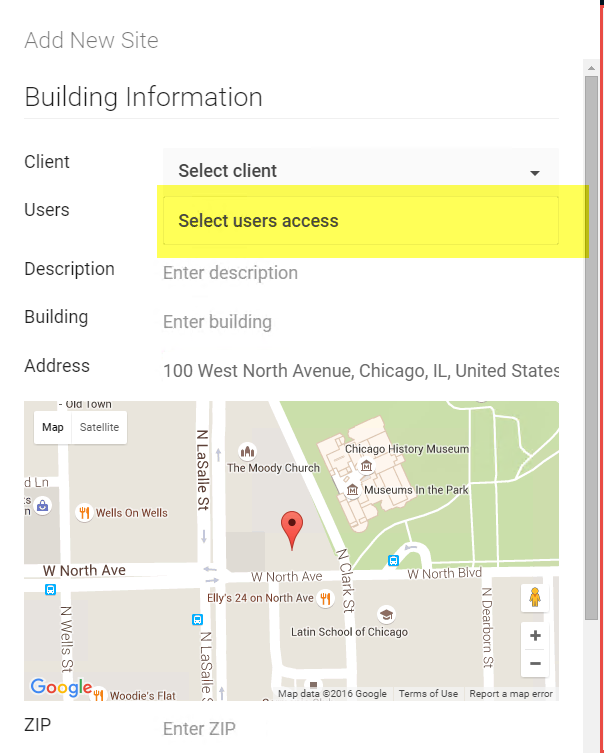 Add New Site
Building Information
Client
Select client
Users
Select users access
Description
Enter description
Building
Enter building
Address
100 West North Avenue, Chicago, IL, United States
Old Town
Map
Satellite
N LaSalle St
The Moody Church
Chicago History Museum
Museums In the Park
d Ln
Wells On Wells
W North Ave
W North Ave
N Clark St
W North Blvd
Elly's 24 on North Ave
N Wells St
N LaSalle St
Latin School of Chicago
N Dearborn St
+
−
Google
Woodie's Flat
Map data ©2016 Google
Terms of Use
Report a map error
ZIP
Enter ZIP